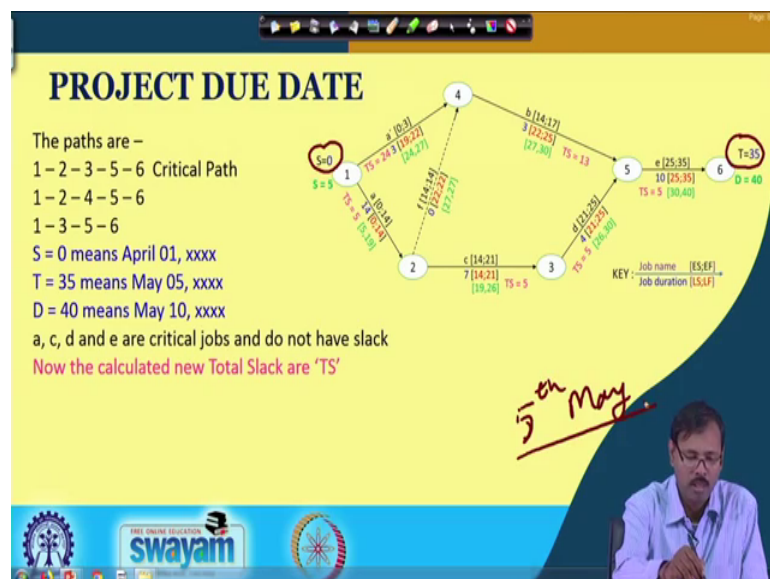 Page
PROJECT DUE DATE
The paths are –
1 – 2 – 3 – 5 – 6 Critical Path
1 – 2 – 4 – 5 – 6
1 – 3 – 5 – 6
S = 0 means April 01, xxxx
T = 35 means May 05, xxxx
D = 40 means May 10, xxxx
a, c, d and e are critical jobs and do not have slack
Now the calculated new Total Slack are ‘TS’
S=0
S = 5
1
a' [0;3]
3 [19;22]
[24,27]
TS = 24
4
b [14;17]
3 [22;25]
[27,30]
TS = 13
a [0;14]
14 [0;14]
[5,19]
TS = 5
f [14;14]
0 [22;22]
[27,27]
2
c [14;21]
7 [14;21]
[19,26]
TS = 5
3
d [21;25]
4 [21;25]
[26,30]
TS = 5
5
e [25;35]
10 [25;35]
TS = 5 [30,40]
6
T=35
D = 40
KEY : Job name [ES;EF]
Job duration [LS;LF]
5th May
FREE ONLINE EDUCATION
swayam